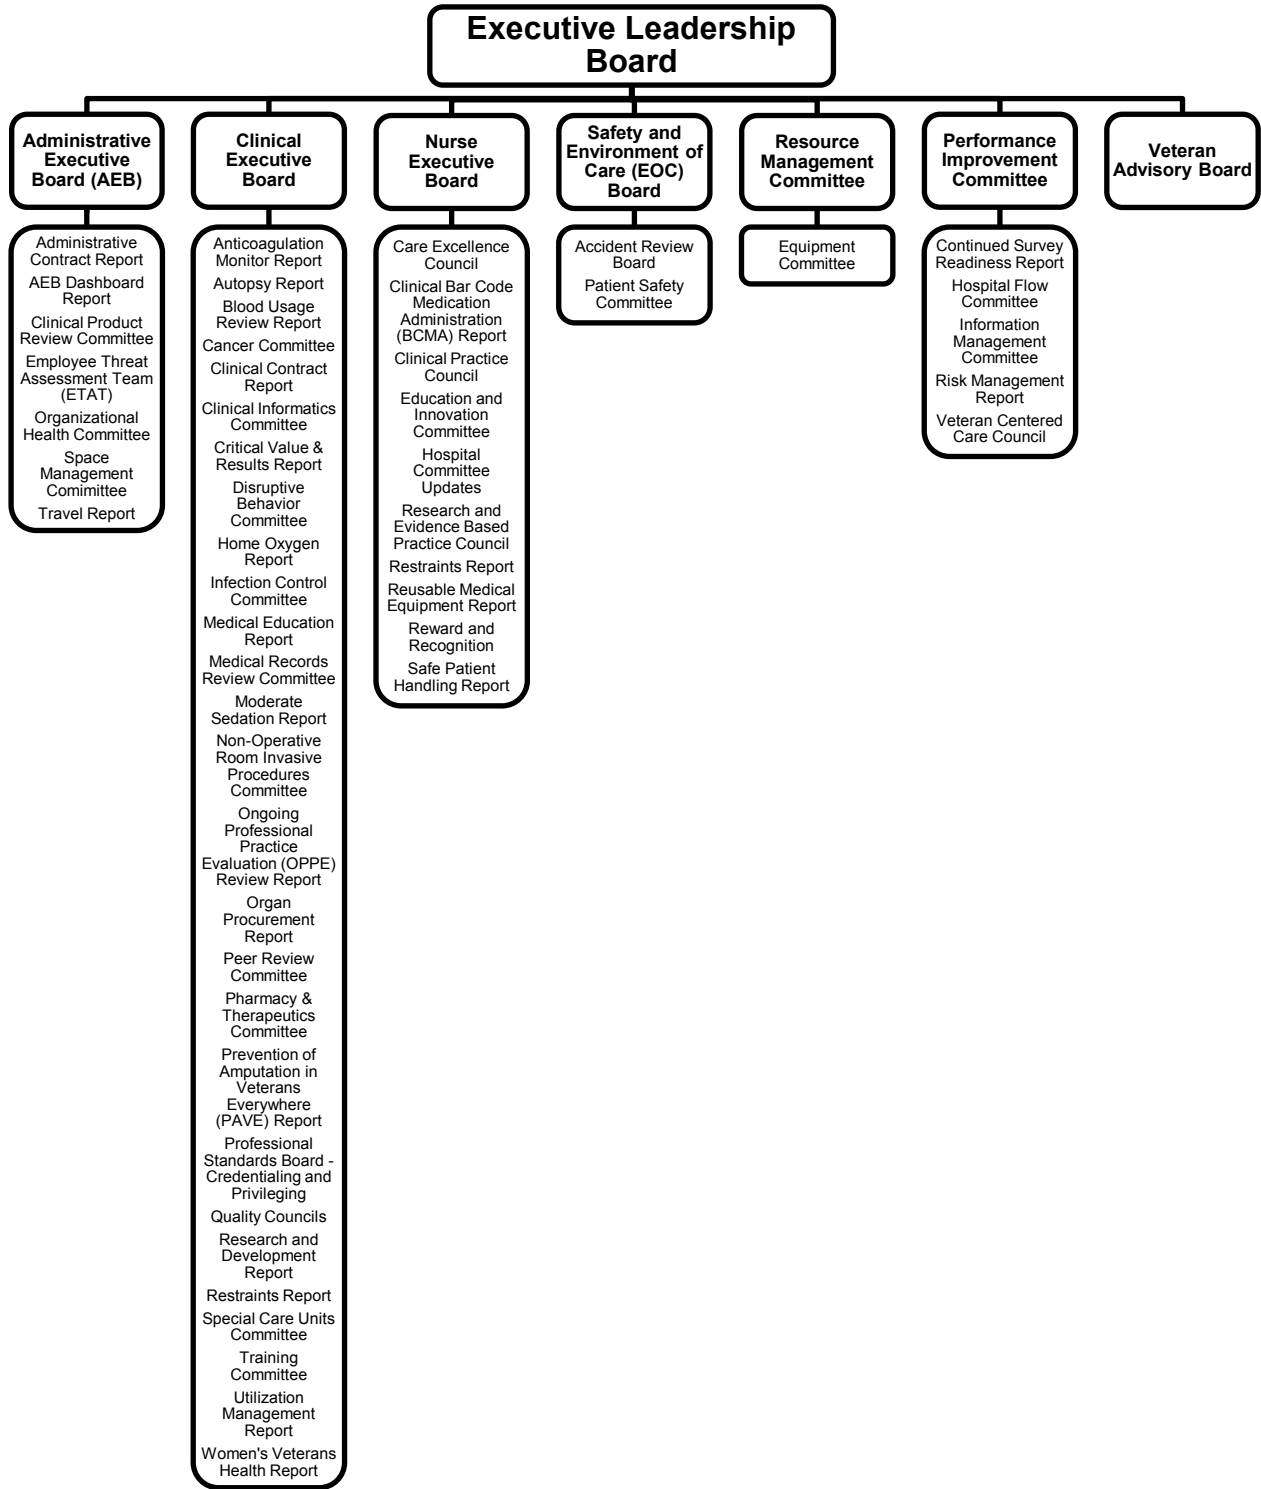 Executive Leadership
Board
Administrative
Executive
Board (AEB)
Clinical
Executive
Board
Nurse
Executive
Board
Safety and
Environment of
Care (EOC)
Board
Resource
Management
Committee
Performance
Improvement
Committee
Veteran
Advisory Board
Administrative
Contract Report
AEB Dashboard
Report
Clinical Product
Review Committee
Employee Threat
Assessment Team
(ETAT)
Organizational
Health Committee
Space
Management
Comimittee
Travel Report
Anticoagulation
Monitor Report
Autopsy Report
Blood Usage
Review Report
Cancer Committee
Clinical Contract
Report
Clinical Informatics
Committee
Critical Value &
Results Report
Disruptive
Behavior
Committee
Home Oxygen
Report
Infection Control
Committee
Medical Education
Report
Medical Records
Review Committee
Moderate
Sedation Report
Non-Operative
Room Invasive
Procedures
Committee
Ongoing
Professional
Practice
Evaluation (OPPE)
Review Report
Organ
Procurement
Report
Peer Review
Committee
Pharmacy &
Therapeutics
Committee
Prevention of
Amputation in
Veterans
Everywhere
(PAVE) Report
Professional
Standards Board -
Credentialing and
Privileging
Quality Councils
Research and
Development
Report
Restraints Report
Special Care Units
Committee
Training
Committee
Utilization
Management
Report
Women's Veterans
Health Report
Care Excellence
Council
Clinical Bar Code
Medication
Administration
(BCMA) Report
Clinical Practice
Council
Education and
Innovation
Committee
Hospital
Committee
Updates
Research and
Evidence Based
Practice Council
Restraints Report
Reusable Medical
Equipment Report
Reward and
Recognition
Safe Patient
Handling Report
Accident Review
Board
Patient Safety
Committee
Equipment
Committee
Continued Survey
Readiness Report
Hospital Flow
Committee
Information
Management
Committee
Risk Management
Report
Veteran Centered
Care Council